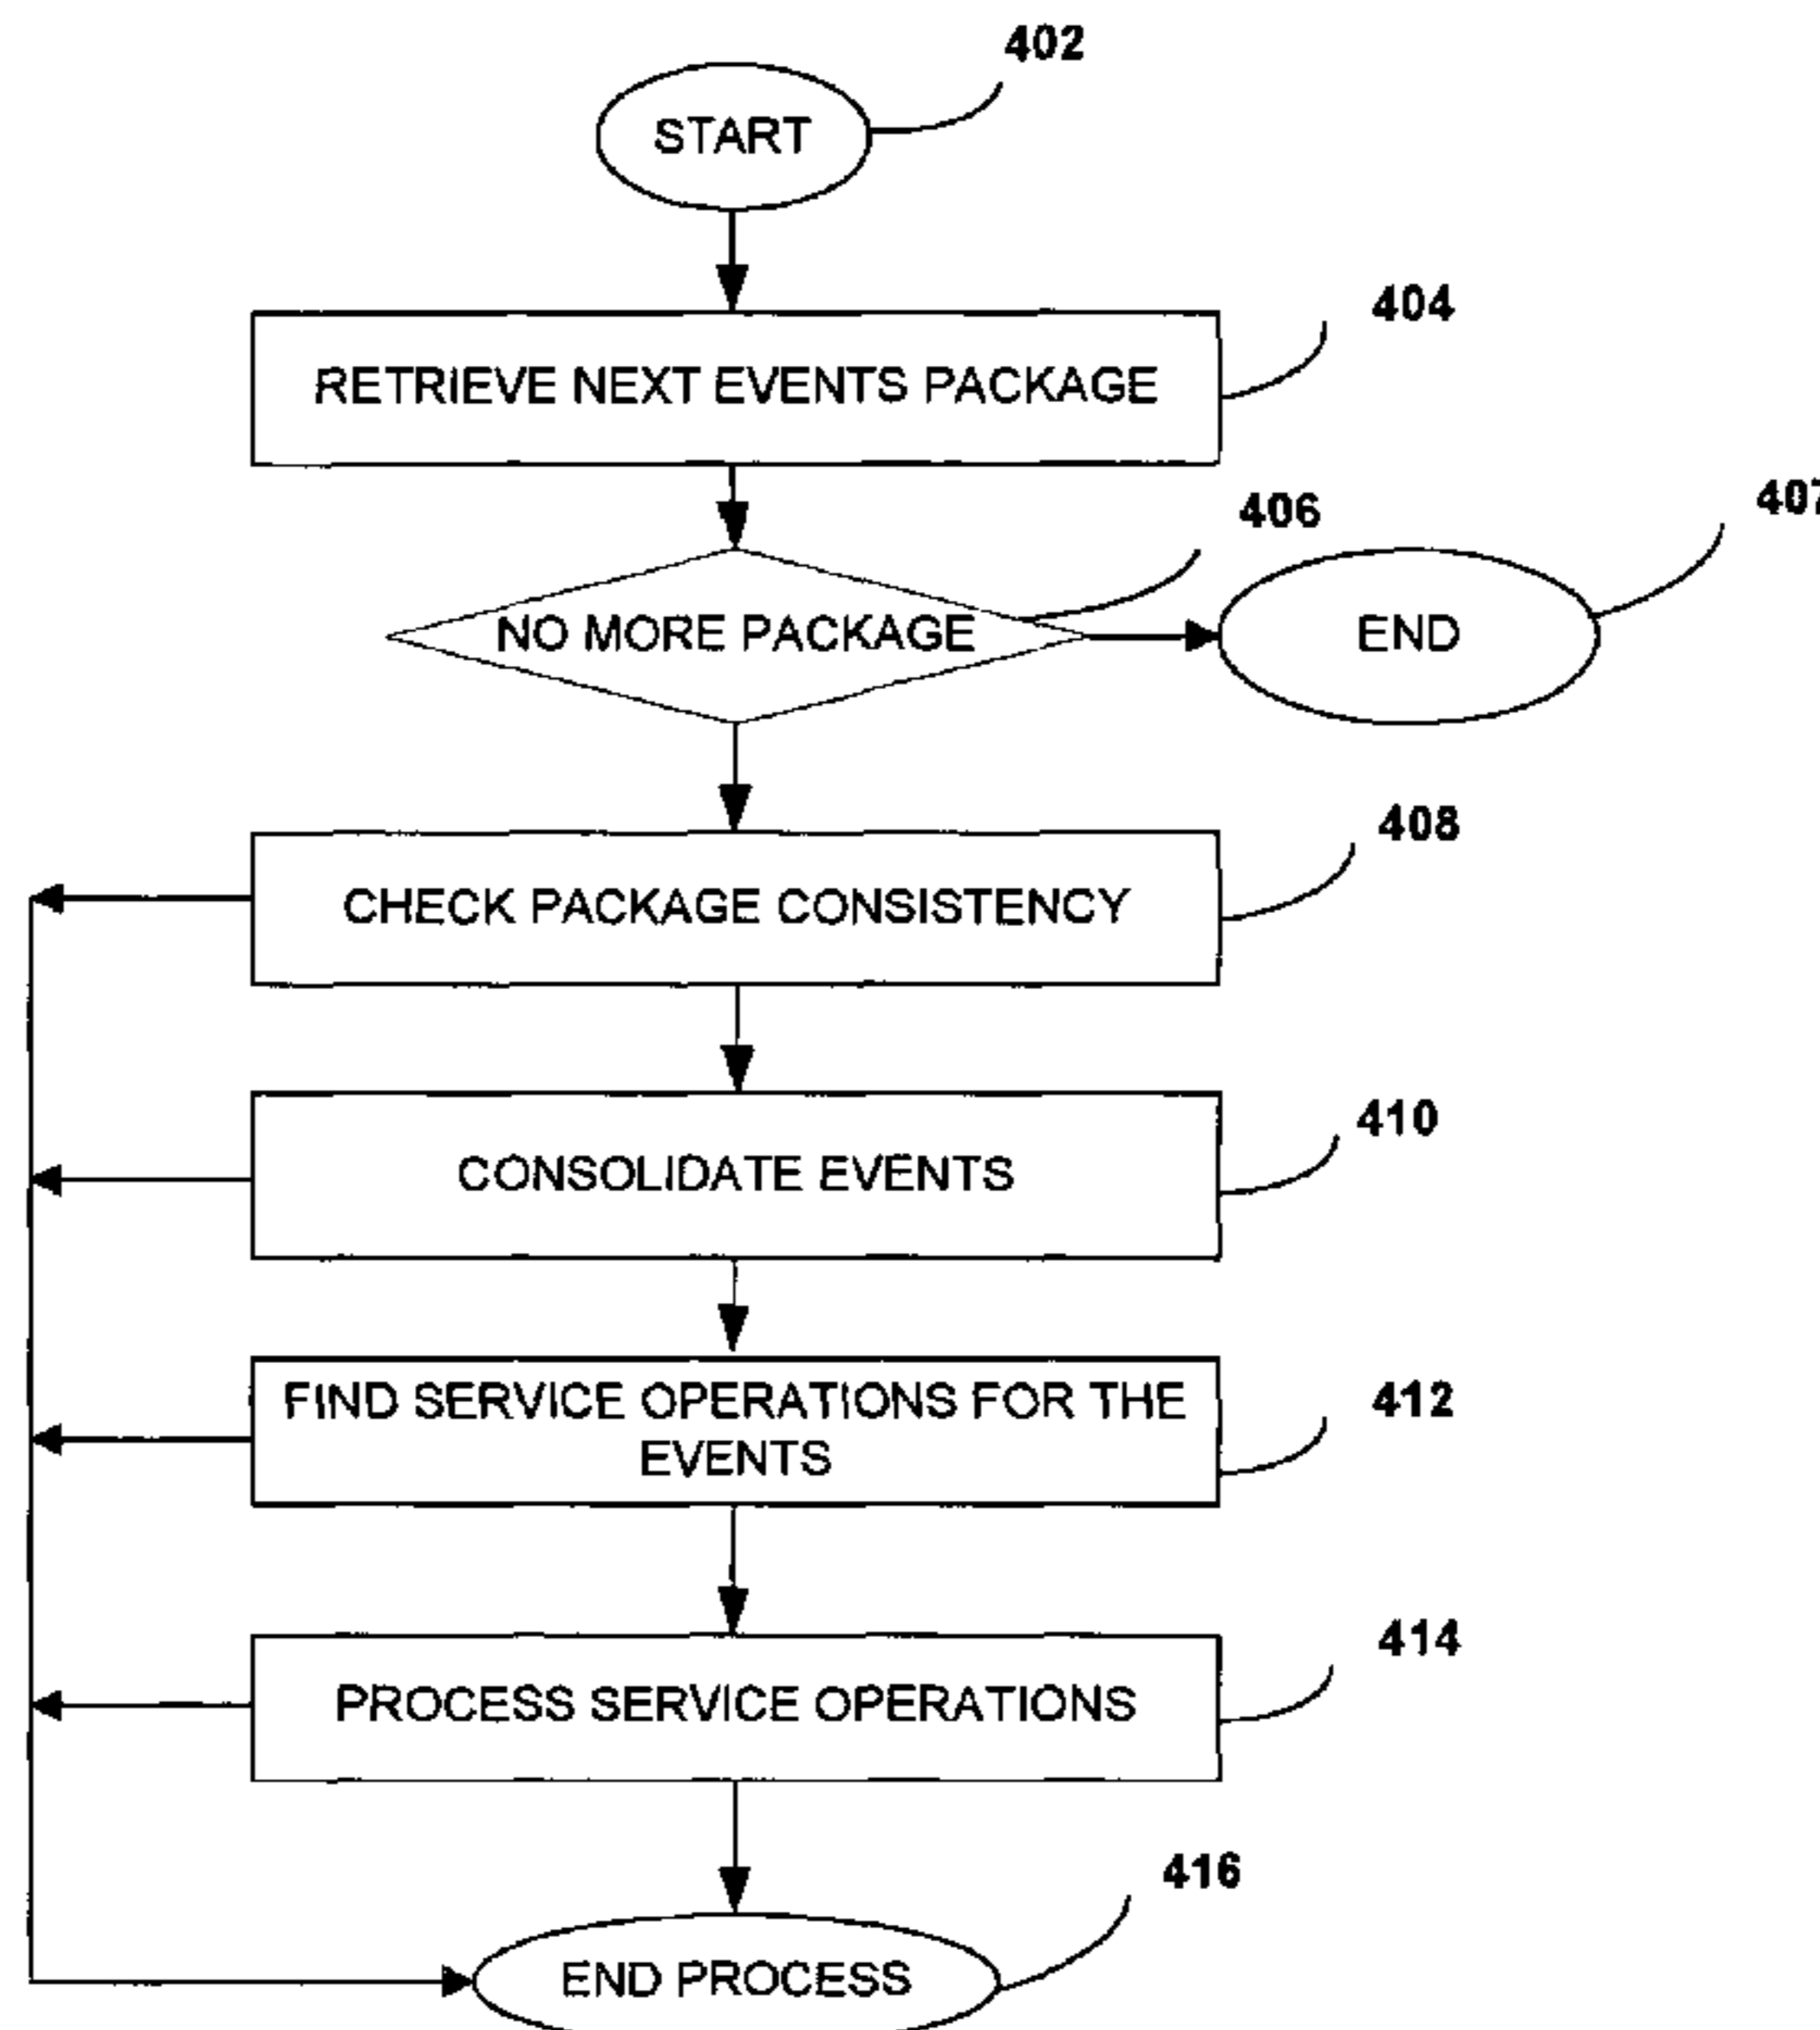 402
START
404
RETRIEVE NEXT EVENTS PACKAGE
406
407
NO MORE PACKAGE
END
408
CHECK PACKAGE CONSISTENCY
410
CONSOLIDATE EVENTS
412
FIND SERVICE OPERATIONS FOR THE
EVENTS
414
PROCESS SERVICE OPERATIONS
416
END PROCESS